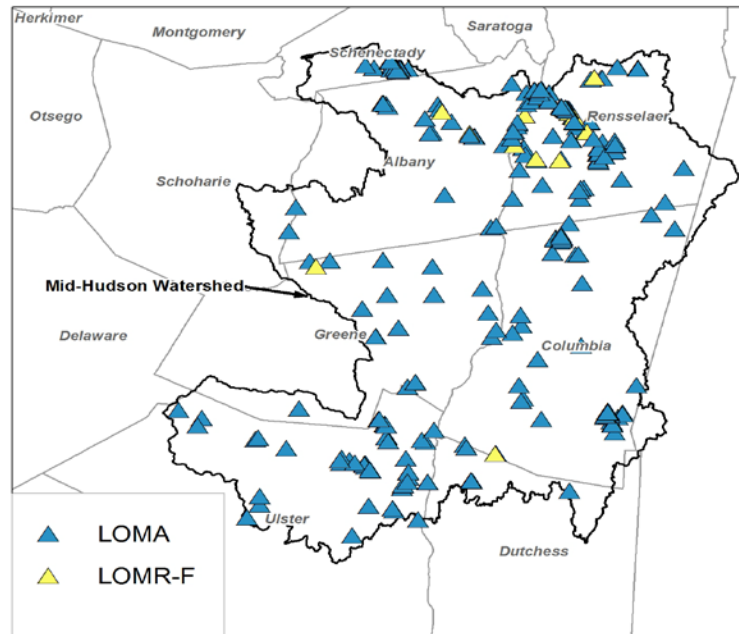 Herkimer
Montgomery
Saratoga
Schenectady
Otsego
Rensselaer
Albany
Schoharie
Mid-Hudson Watershed
Delaware
Greene
Columbia
Ulster
LOMA
LOMR-F
Dutchess